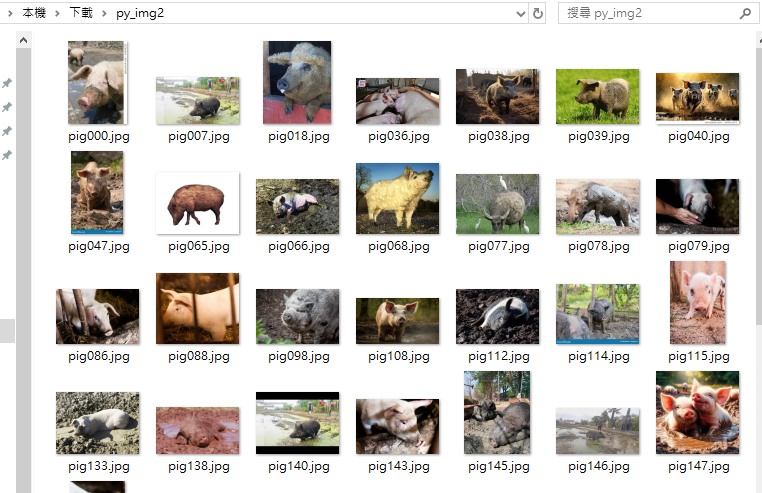 本機 > 下載 > py_img2
搜尋 py_img2
pig000.jpg pig007.jpg pig018.jpg pig036.jpg pig038.jpg pig039.jpg pig040.jpg
pig047.jpg pig065.jpg pig066.jpg pig068.jpg pig077.jpg pig078.jpg pig079.jpg
pig086.jpg pig088.jpg pig098.jpg pig108.jpg pig112.jpg pig114.jpg pig115.jpg
pig133.jpg pig138.jpg pig140.jpg pig143.jpg pig145.jpg pig146.jpg pig147.jpg